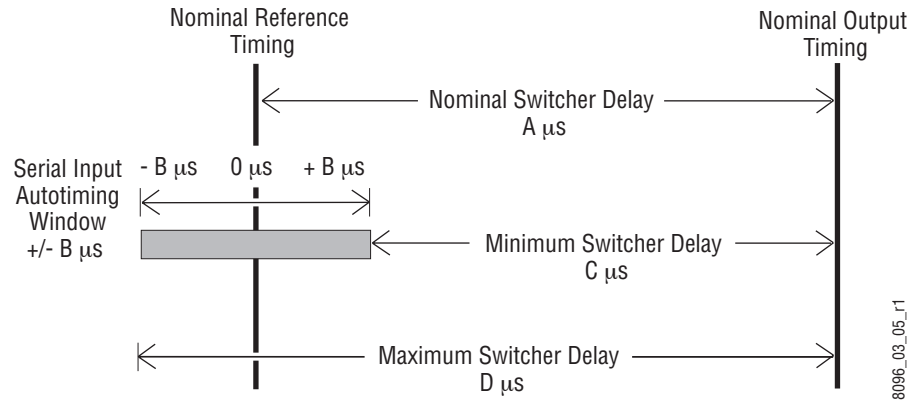 Nominal Reference
Timing
Nominal Output
Timing
Nominal Switcher Delay
A μs
Serial Input
Autotiming
Window
+/- B μs
- B μs 0 μs + B μs
Minimum Switcher Delay
C μs
Maximum Switcher Delay
D μs
8096_03_05_r1